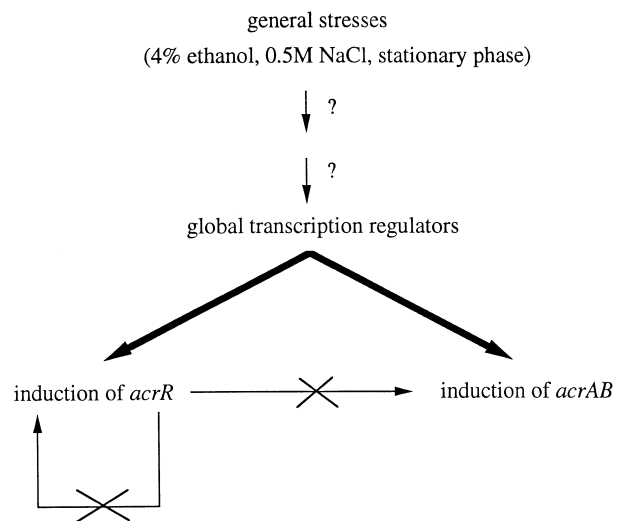 general stresses
(4% ethanol, 0.5M NaCl, stationary phase)
?
?
global transcription regulators
induction of acrR
induction of acrAB